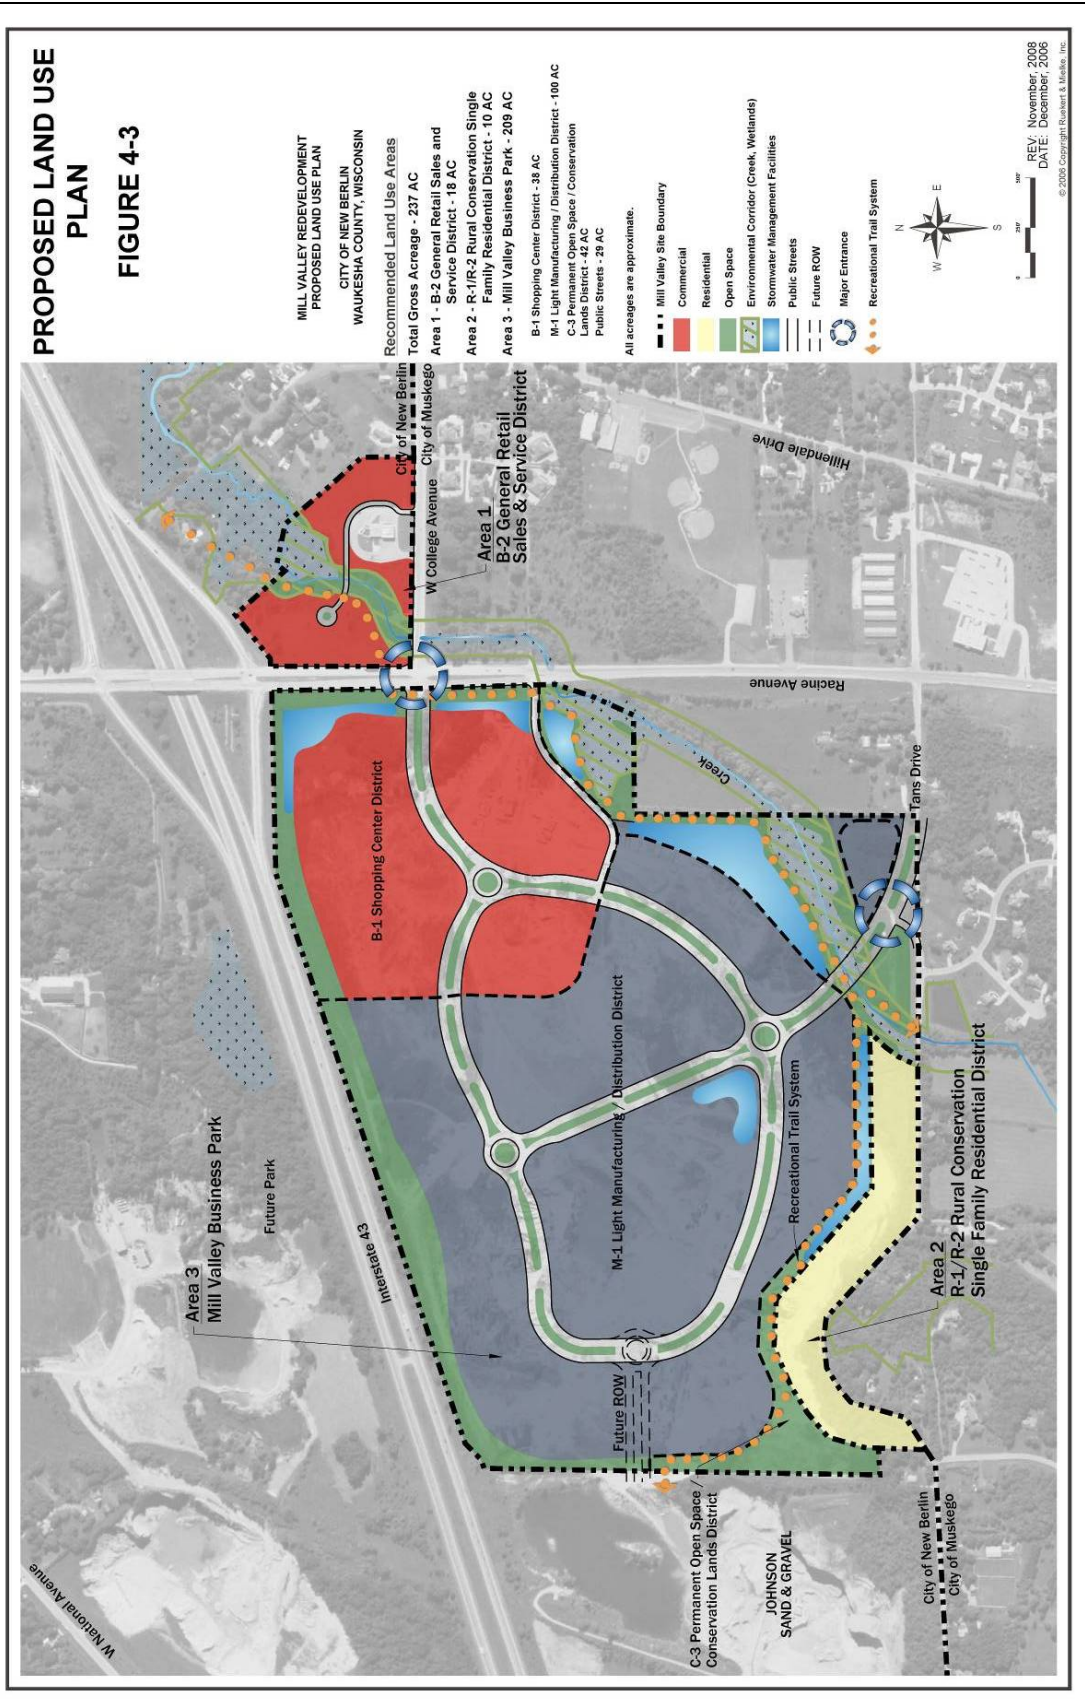 PROPOSED LAND USE
PLAN
FIGURE 4-3
MILL VALLEY REDEVELOPMENT
PROPOSED LAND USE PLAN
CITY OF NEW BERLIN
WAUKESHA COUNTY, WISCONSIN
Recommended Land Use Areas
Total Gross Acreage - 237 AC
Area 1 - B-2 General Retail Sales and
Service District - 18 AC
Area 2 - R-1/R-2 Rural Conservation Single
Family Residential District - 10 AC
Area 3 - Mill Valley Business Park - 209 AC
B-1 Shopping Center District - 38 AC
M-1 Light Manufacturing / Distribution District - 100 AC
C-3 Permanent Open Space / Conservation
Lands District - 42 AC
Public Streets - 29 AC
All acreages are approximate.
Mill Valley Site Boundary
Commercial
Residential
Open Space
Environmental Corridor (Creek, Wetlands)
Stormwater Management Facilities
Public Streets
Future ROW
Major Entrance
Recreational Trail System
N
W
E
S
0
250'
500'
REV: November, 2008
DATE: December, 2006
© 2006 Copyright Ruekert & Mielke, Inc.
City of New Berlin
City of Muskego
W College Avenue
Area 1
B-2 General Retail
Sales & Service District
Hillendale Drive
Racine Avenue
Creek
Tans Drive
B-1 Shopping Center District
M-1 Light Manufacturing / Distribution District
Recreational Trail System
Area 3
Mill Valley Business Park
Future Park
Interstate 43
Area 2
R-1/R-2 Rural Conservation
Single Family Residential District
Future ROW
C-3 Permanent Open Space /
Conservation Lands District
JOHNSON
SAND & GRAVEL
W National Avenue
City of New Berlin
City of Muskego